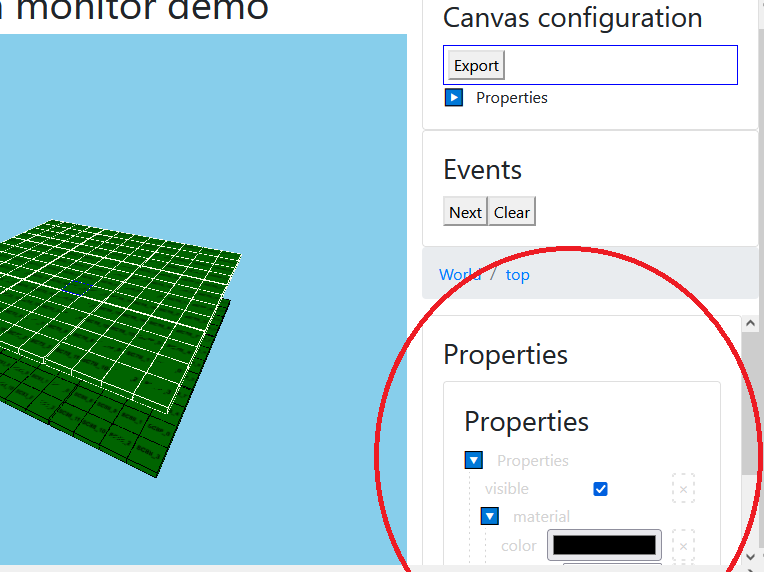 monitor demo
Canvas configuration
Export
Properties
Events
Next Clear
World / top
Properties
Properties
Properties
visible
material
color